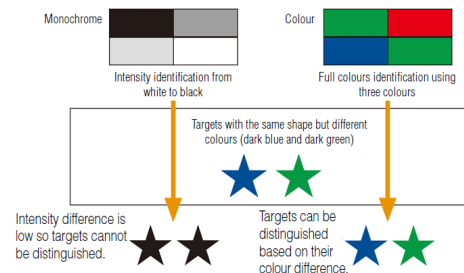 Monochrome
Colour
Intensity identification from
white to black
Full colours identification using
three colours
Targets with the same shape but different
colours (dark blue and dark green)
Intensity difference is
low so targets cannot
be distinguished.
Targets can be
distinguished
based on their
colour difference.